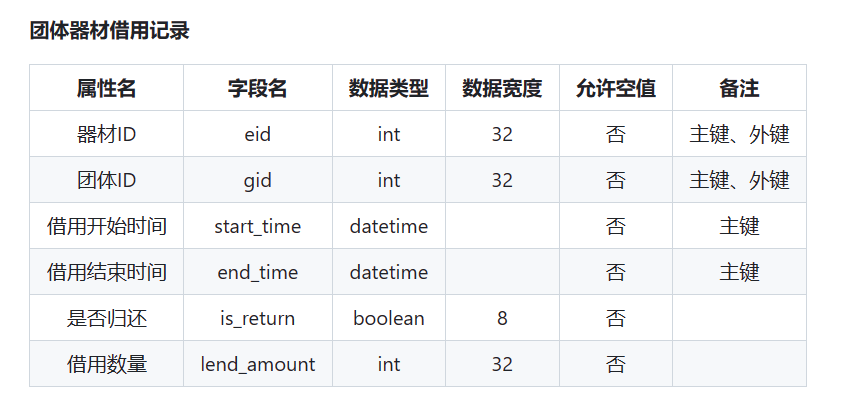 团体器材借用记录
属性名 字段名 数据类型 数据宽度 允许空值 备注
器材ID eid int 32 否 主键、外键
团体ID gid int 32 否 主键、外键
借用开始时间 start_time datetime 否 主键
借用结束时间 end_time datetime 否 主键
是否归还 is_return boolean 8 否
借用数量 lend_amount int 32 否